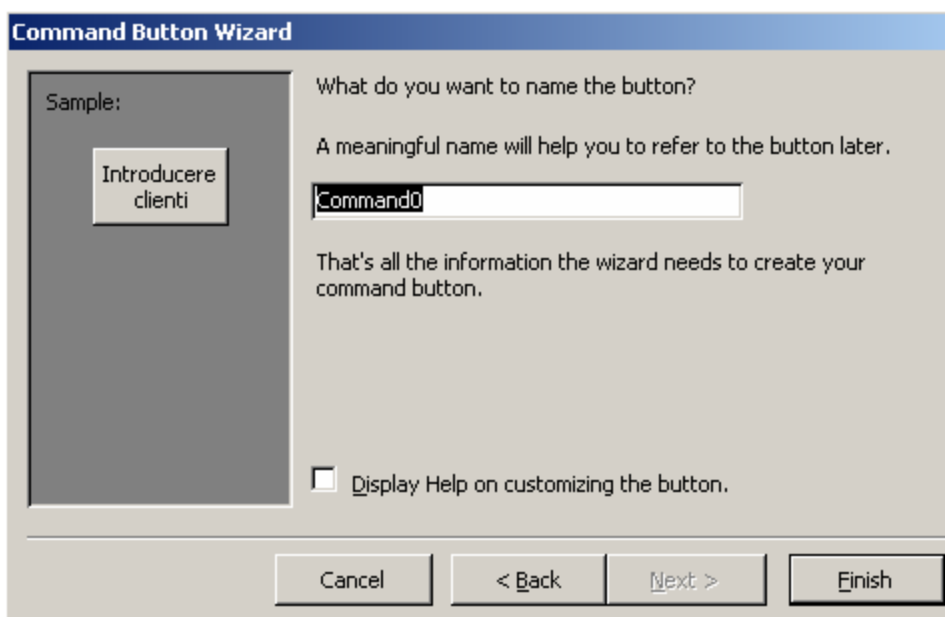 Command Button Wizard
Sample:
Introducere
clienti
What do you want to name the button?
A meaningful name will help you to refer to the button later.
Command0
That's all the information the wizard needs to create your
command button.
Display Help on customizing the button.
Cancel
< Back
Next >
Finish